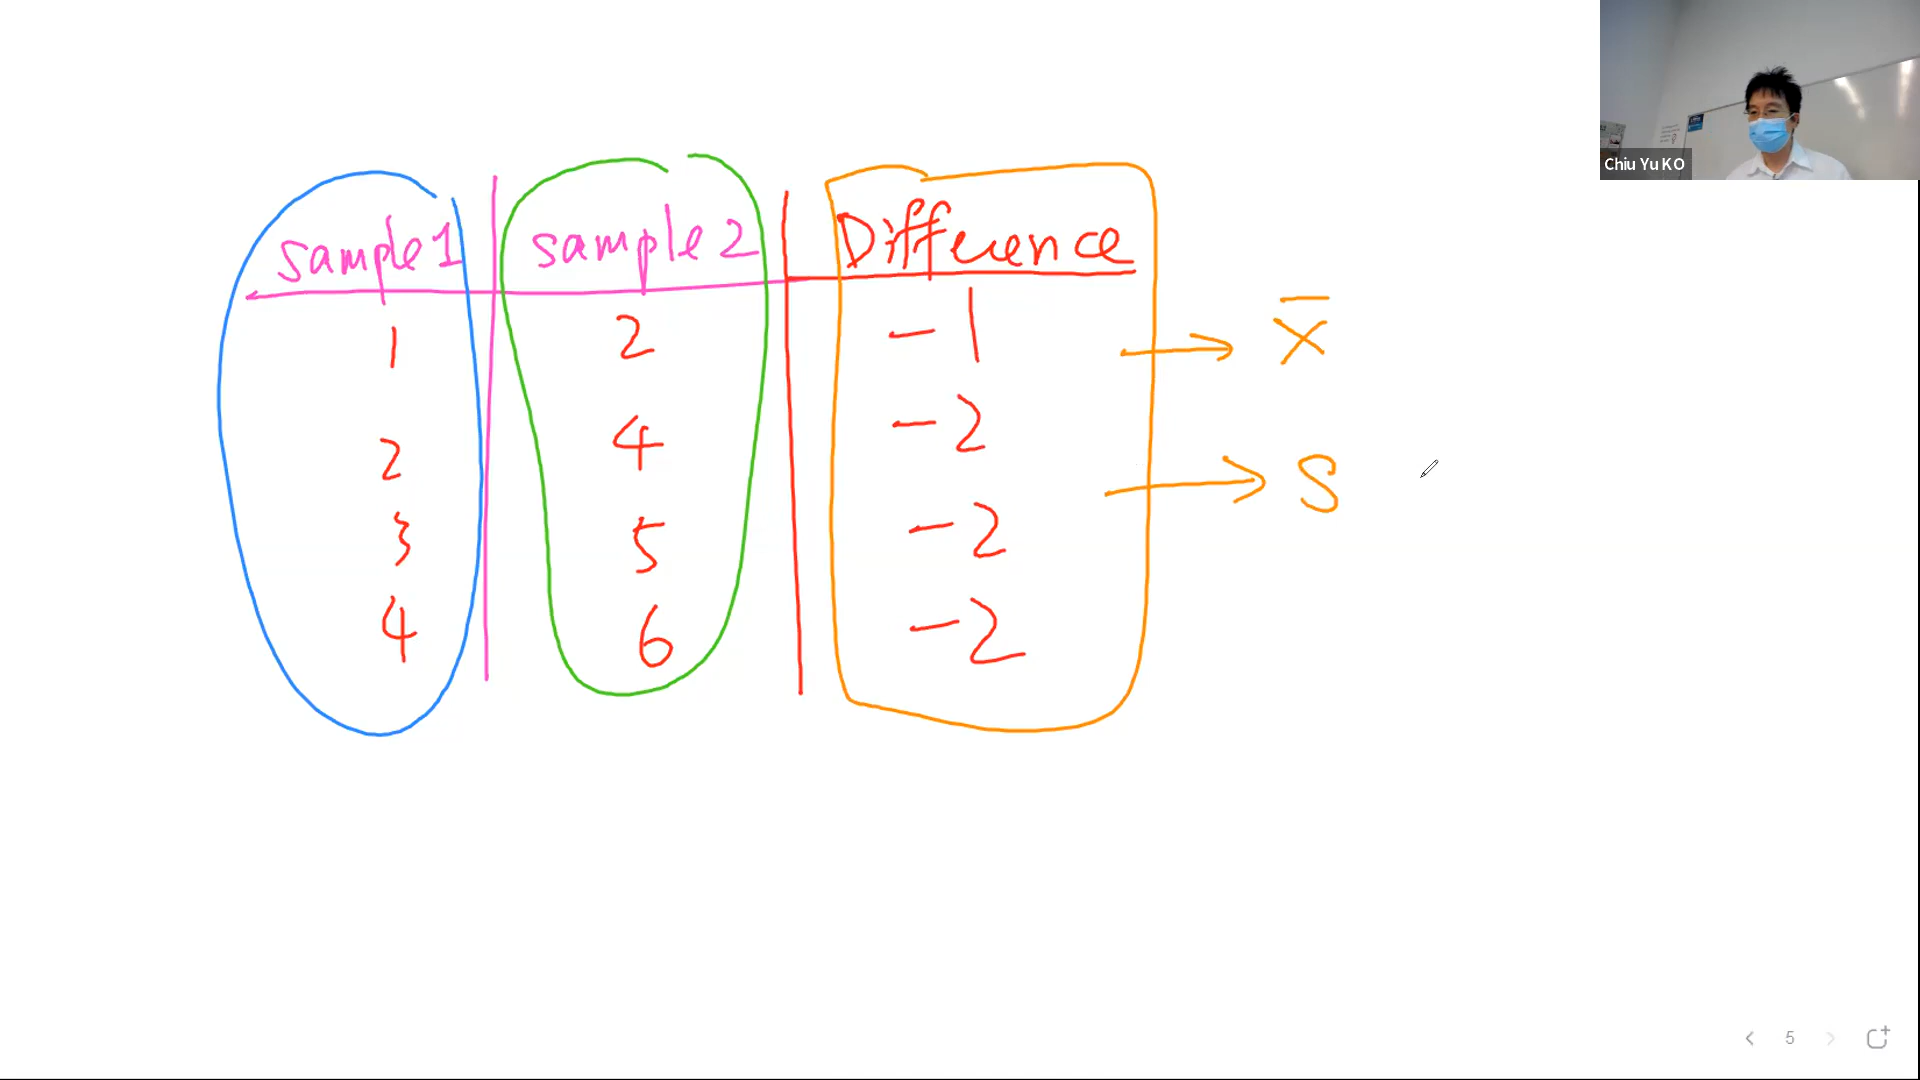 Chiu Yu KO
sample 1 sample 2 Difference
1 2 -1
x̄
2 4 -2
S
3 5 -2
4 6 -2
5